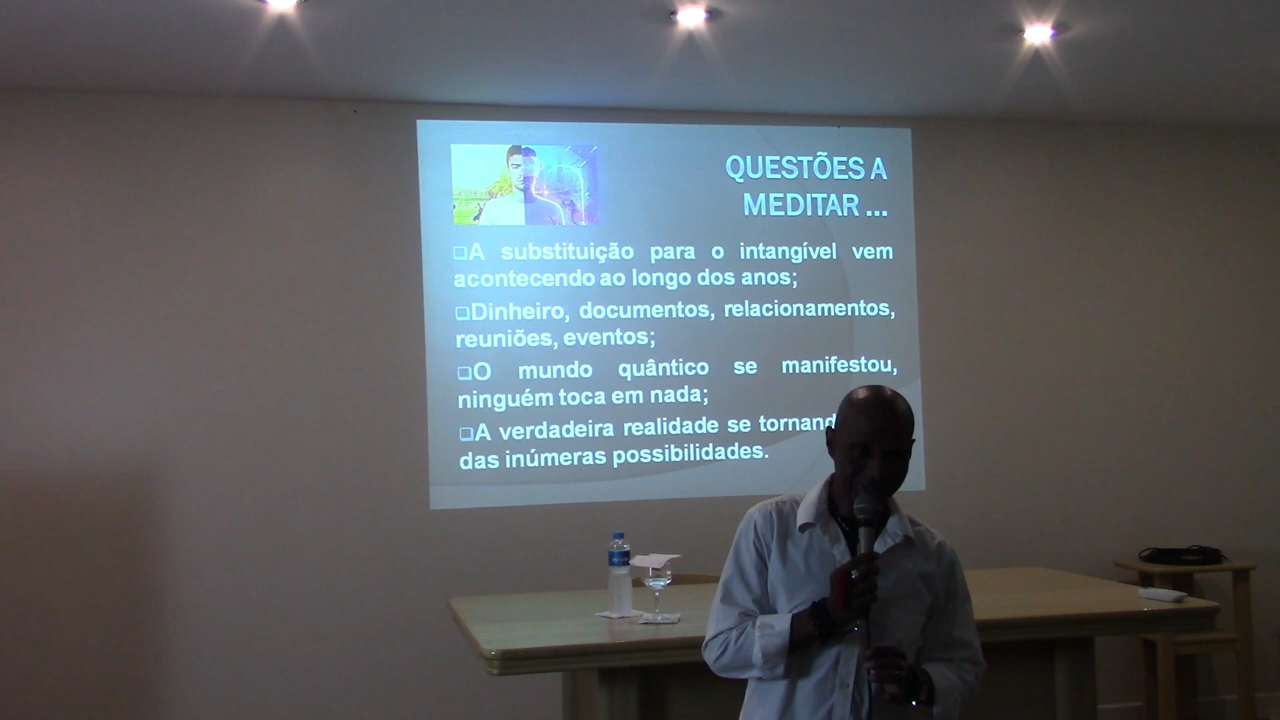 QUESTÕES A
MEDITAR ...
❑A substituição para o intangível vem
acontecendo ao longo dos anos;
❑Dinheiro, documentos, relacionamentos,
reuniões, eventos;
❑O mundo quântico se manifestou,
ninguém toca em nada;
❑A verdadeira realidade se
das inúmeras possibilidades.